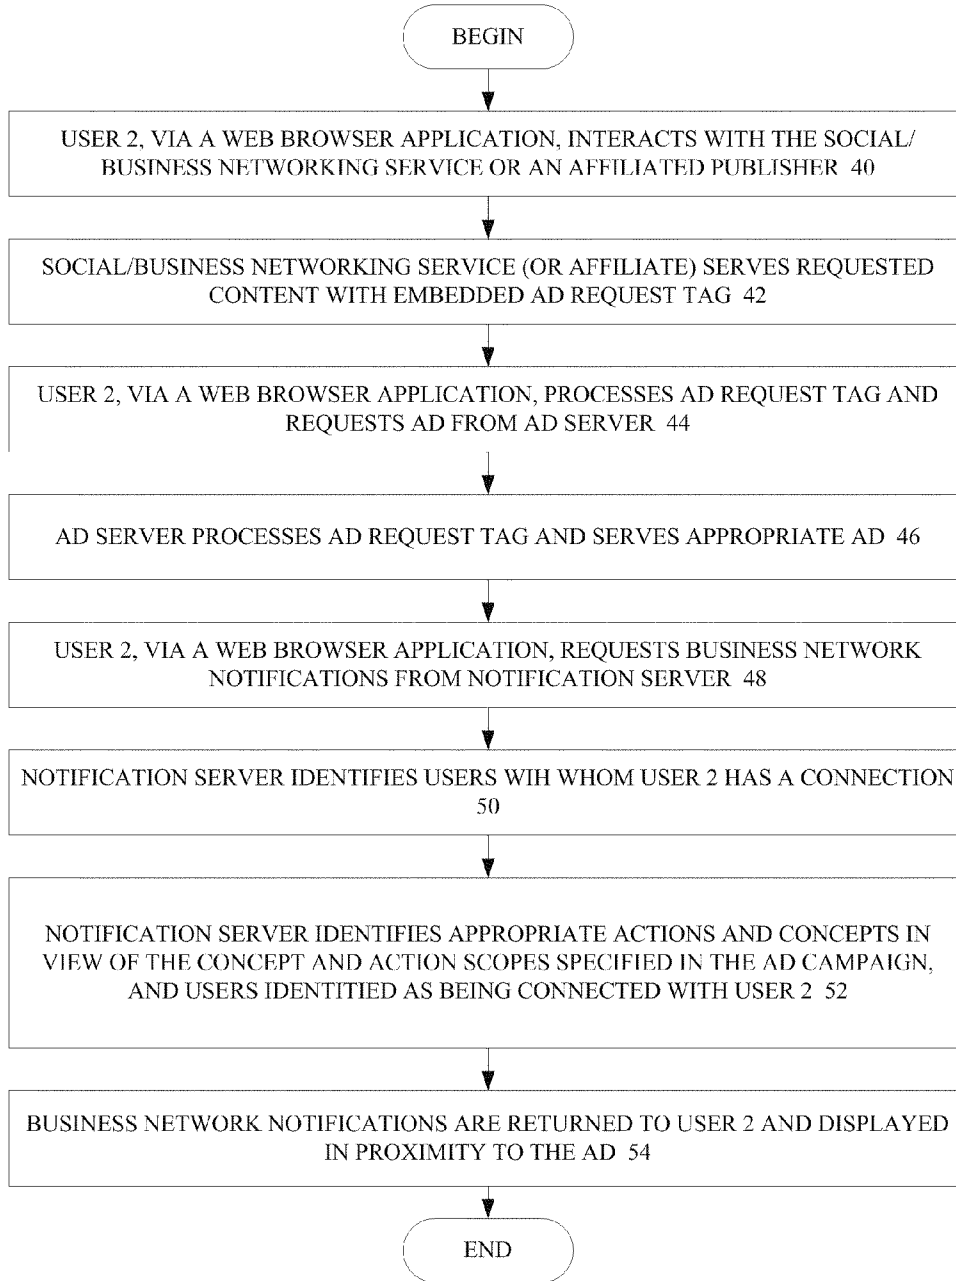 BEGIN
USER 2, VIA A WEB BROWSER APPLICATION, INTERACTS WITH THE SOCIAL/
BUSINESS NETWORKING SERVICE OR AN AFFILIATED PUBLISHER 40
SOCIAL/BUSINESS NETWORKING SERVICE (OR AFFILIATE) SERVES REQUESTED
CONTENT WITH EMBEDDED AD REQUEST TAG 42
USER 2, VIA A WEB BROWSER APPLICATION, PROCESSES AD REQUEST TAG AND
REQUESTS AD FROM AD SERVER 44
AD SERVER PROCESSES AD REQUEST TAG AND SERVES APPROPRIATE AD 46
USER 2, VIA A WEB BROWSER APPLICATION, REQUESTS BUSINESS NETWORK
NOTIFICATIONS FROM NOTIFICATION SERVER 48
NOTIFICATION SERVER IDENTIFIES USERS WIH WHOM USER 2 HAS A CONNECTION
50
NOTIFICATION SERVER IDENTIFIES APPROPRIATE ACTIONS AND CONCEPTS IN
VIEW OF THE CONCEPT AND ACTION SCOPES SPECIFIED IN THE AD CAMPAIGN,
AND USERS IDENTITIED AS BEING CONNECTED WITH USER 2 52
BUSINESS NETWORK NOTIFICATIONS ARE RETURNED TO USER 2 AND DISPLAYED
IN PROXIMITY TO THE AD 54
END